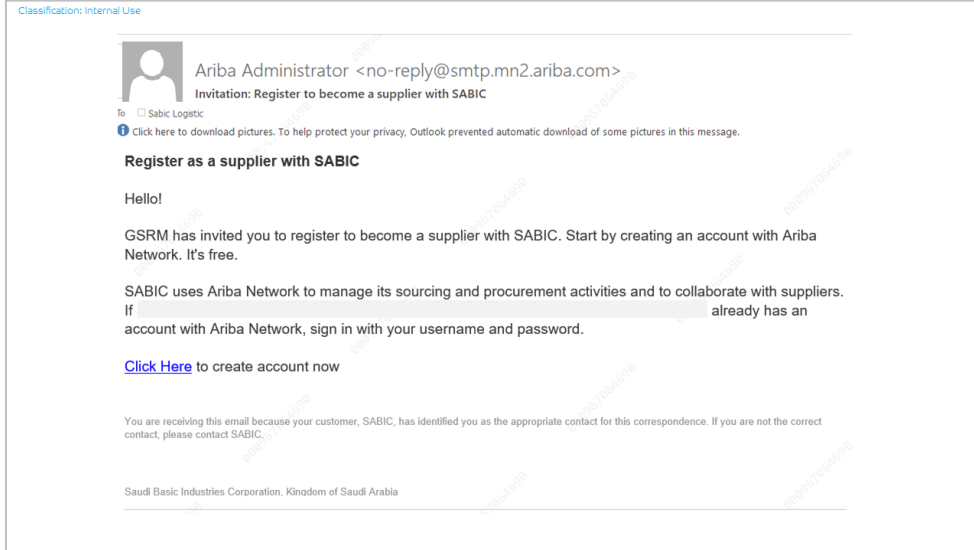 Classification: Internal Use
Ariba Administrator <no-reply@smtp.mn2.ariba.com>
Invitation: Register to become a supplier with SABIC
To Sabic Logistic
Click here to download pictures. To help protect your privacy, Outlook prevented automatic download of some pictures in this message.
Register as a supplier with SABIC
Hello!
GSRM has invited you to register to become a supplier with SABIC. Start by creating an account with Ariba
Network. It's free.
SABIC uses Ariba Network to manage its sourcing and procurement activities and to collaborate with suppliers.
If already has an
account with Ariba Network, sign in with your username and password.
Click Here to create account now
You are receiving this email because your customer, SABIC, has identified you as the appropriate contact for this correspondence. If you are not the correct
contact, please contact SABIC.
Saudi Basic Industries Corporation, Kingdom of Saudi Arabia